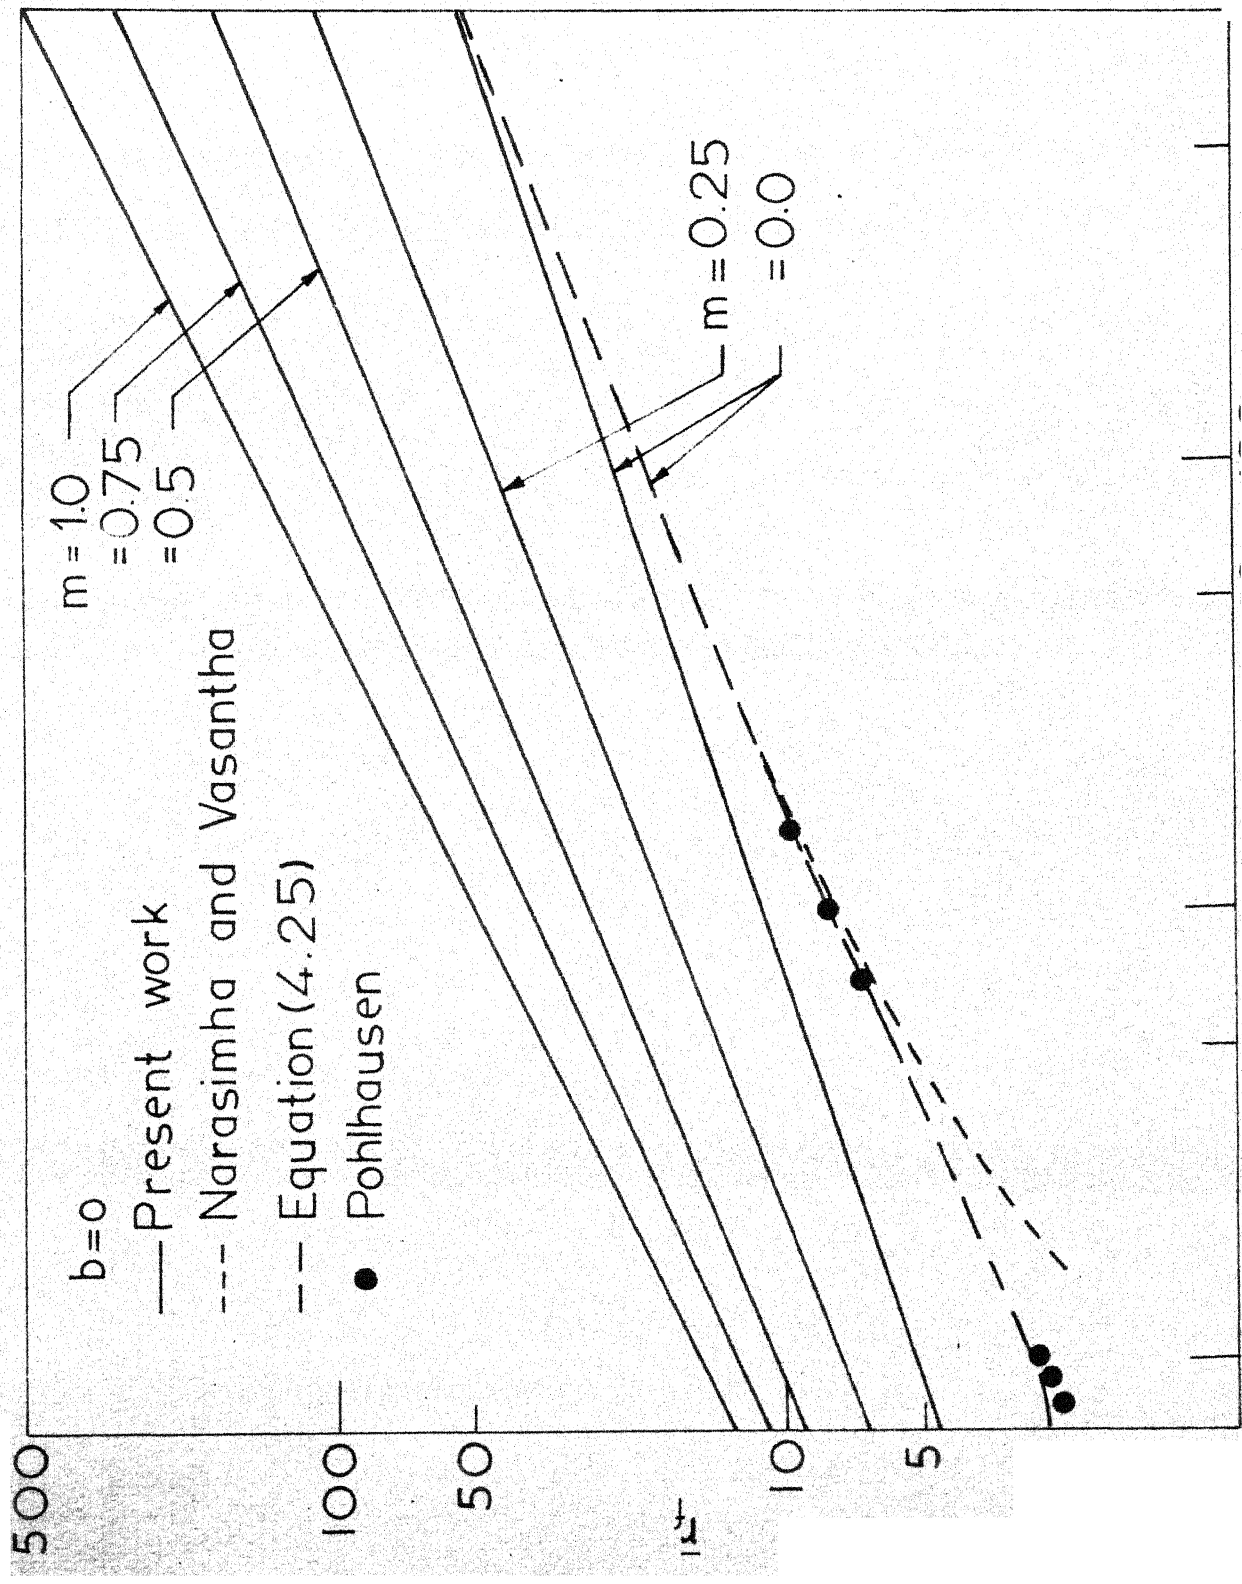 500
100
50
10
5
r̄f
b=0
Present work
Narasimha and Vasantha
Equation (4.25)
Pohlhausen
m = 1.0
= 0.75
= 0.5
m = 0.25
= 0.0